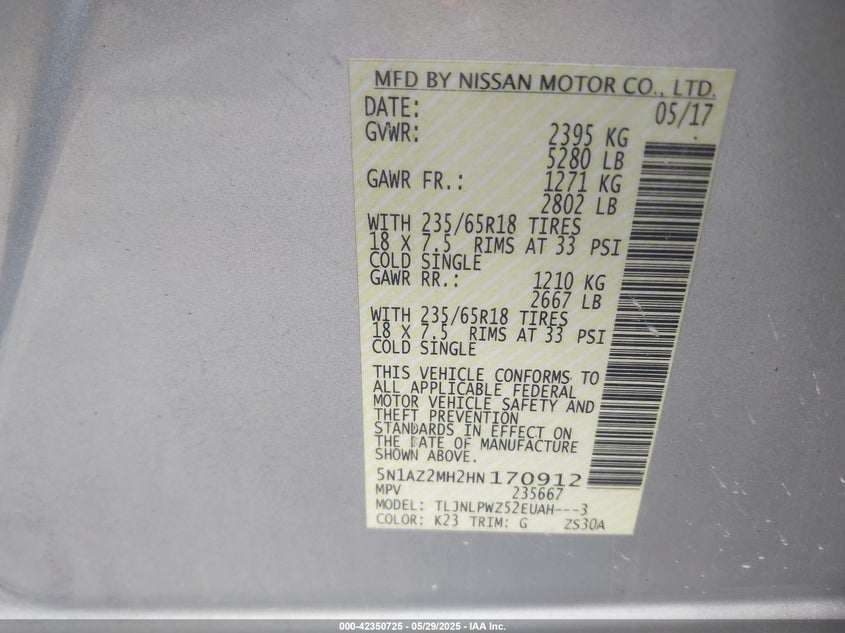 MFD BY NISSAN MOTOR CO., LTD.
DATE: 05/17
GVWR: 2395 KG
5280 LB
GAWR FR.: 1271 KG
2802 LB
WITH 235/65R18 TIRES
18 X 7.5 RIMS AT 33 PSI
COLD SINGLE
GAWR RR.: 1210 KG
2667 LB
WITH 235/65R18 TIRES
18 X 7.5 RIMS AT 33 PSI
COLD SINGLE
THIS VEHICLE CONFORMS TO
ALL APPLICABLE FEDERAL
MOTOR VEHICLE SAFETY AND
THEFT PREVENTION
STANDARDS IN EFFECT ON
THE DATE OF MANUFACTURE
SHOWN ABOVE.
5N1AZ2MH2HN170912
MPV 235667
MODEL: TLJNLPWZ52EUAH---3
COLOR: K23 TRIM: G ZS30A
000-42350725 - 05/29/2025 - IAA Inc.